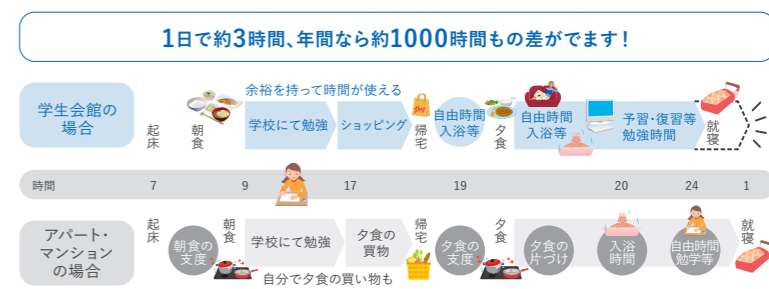 1日で約3時間、年間なら約1000時間もの差がでます!
学生会館の
場合
余裕を持って時間が使える
起床
朝食
学校にて勉強
ショッピング
帰宅
自由時間
入浴等
夕食
自由時間
入浴等
予習・復習等
勉強時間
就寝
時間 7 9 17 19 20 24 1
アパート・
マンション
の場合
起床
朝食の
支度
朝食
学校にて勉強
夕食の
買物
帰宅
夕食の
支度
夕食
夕食の
片づけ
入浴
時間
自由時間
勉学等
就寝
自分で夕食の買い物も